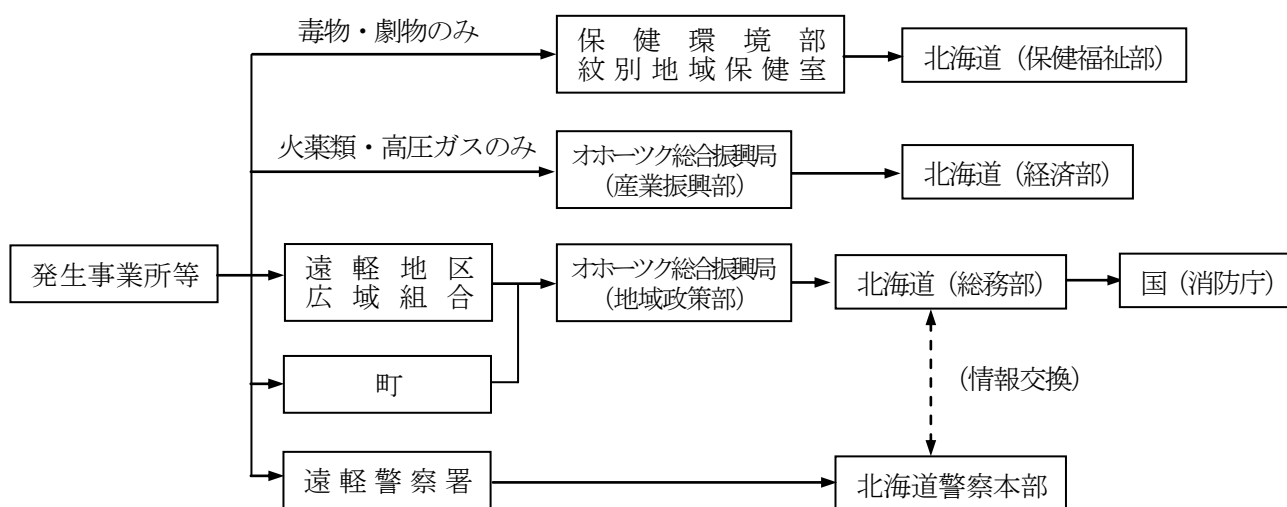 毒物・劇物のみ
保健環境部
紋別地域保健室
北海道（保健福祉部）
火薬類・高圧ガスのみ
オホーツク総合振興局
（産業振興部）
北海道（経済部）
発生事業所等
遠軽地区
広域組合
オホーツク総合振興局
（地域政策部）
北海道（総務部）
国（消防庁）
町
（情報交換）
遠軽警察署
北海道警察本部